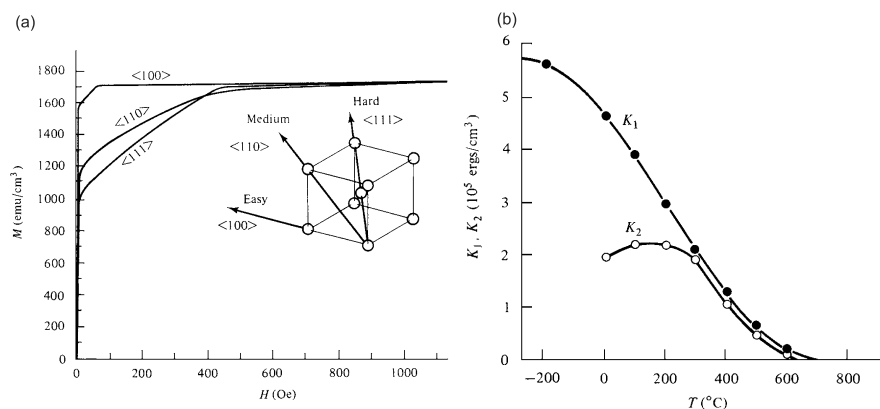 (a)
1800
1600
1400
1200
1000
800
600
400
200
0
M (emu/cm³)
0 200 400 600 800 1000
H (Oe)
<100>
<110>
<111>
Medium
<110>
Hard
<111>
Easy
<100>
(b)
6
5
4
3
2
1
0
K₁, K₂ (10⁵ ergs/cm³)
−200 0 200 400 600 800
T (°C)
K₁
K₂